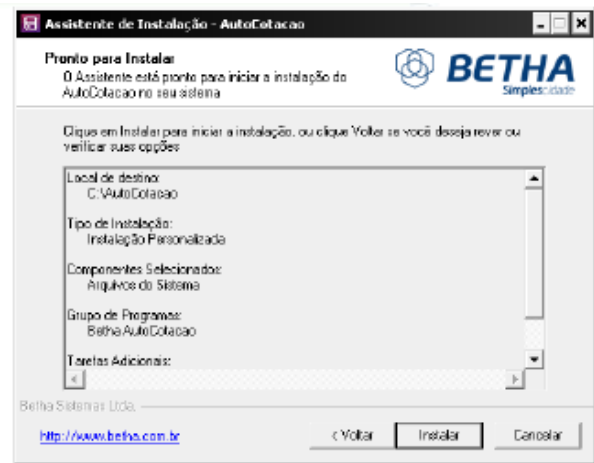 Assistente de Instalação - AutoCotacao
Pronto para Instalar
O Assistente está pronto para iniciar a instalação do
AutoCotacao no seu sistema
BETHA
Simplescidade
Clique em Instalar para iniciar a instalação, ou clique Voltar se você deseja rever ou
verificar suas opções
Local de destino:
C:\AutoCotacao
Tipo de Instalação:
Instalação Personalizada
Componentes Selecionados:
Arquivos do Sistema
Grupo de Programas:
Betha AutoCotacao
Tarefas Adicionais:
Betha Sistemas Ltda.
http://www.betha.com.br
< Voltar
Instalar
Cancelar